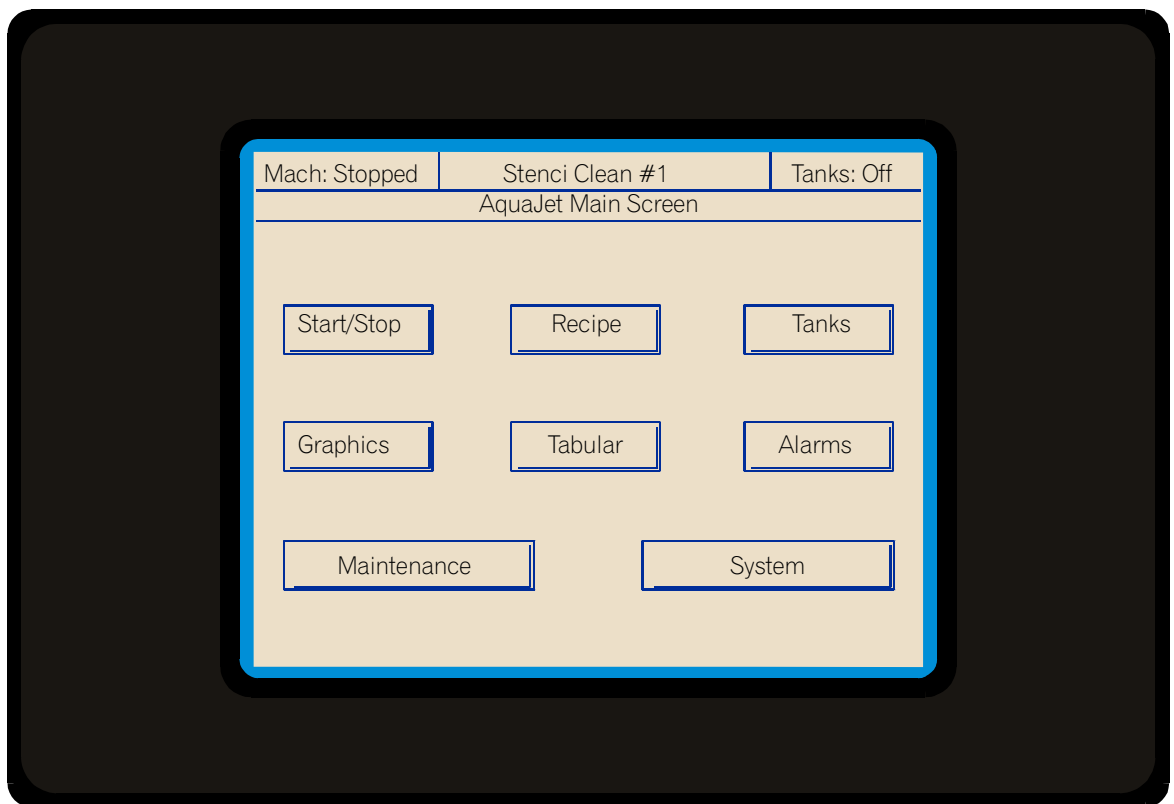 Mach: Stopped Stenci Clean #1 Tanks: Off
AquaJet Main Screen
Start/Stop Recipe Tanks
Graphics Tabular Alarms
Maintenance System